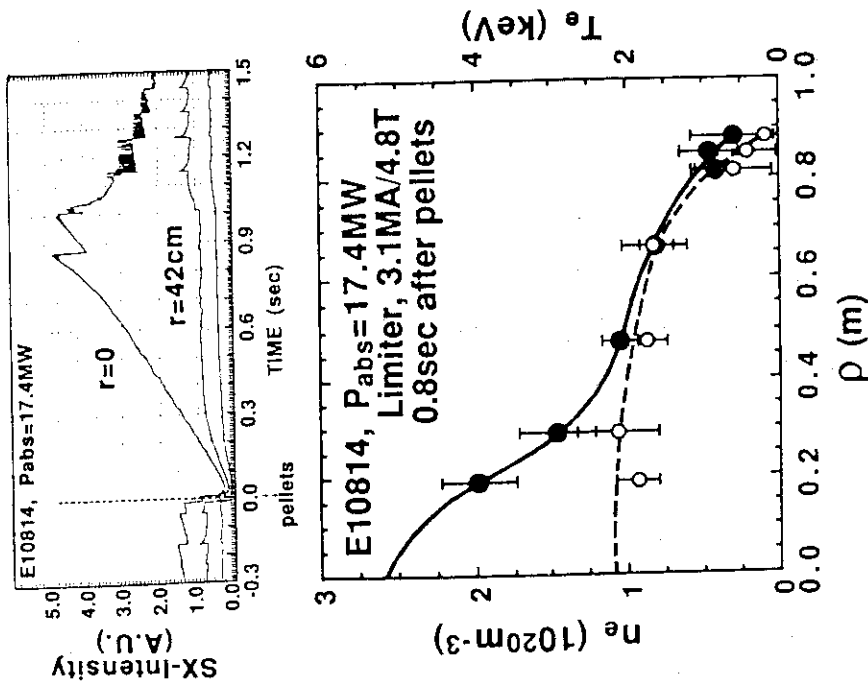 E10814, Pabs=17.4MW
SX-Intensity
(A.U.)
5.0
4.0
3.0
2.0
1.0
0.0
r=0
r=42cm
-0.3 0.0 0.3 0.6 0.9 1.2 1.5
pellets
TIME (sec)
E10814, Pabs=17.4MW
Limiter, 3.1MA/4.8T
0.8sec after pellets
nₑ (10²⁰m⁻³)
3
2
1
0
Tₑ (keV)
6
4
2
0
0.0 0.2 0.4 0.6 0.8 1.0
ρ (m)